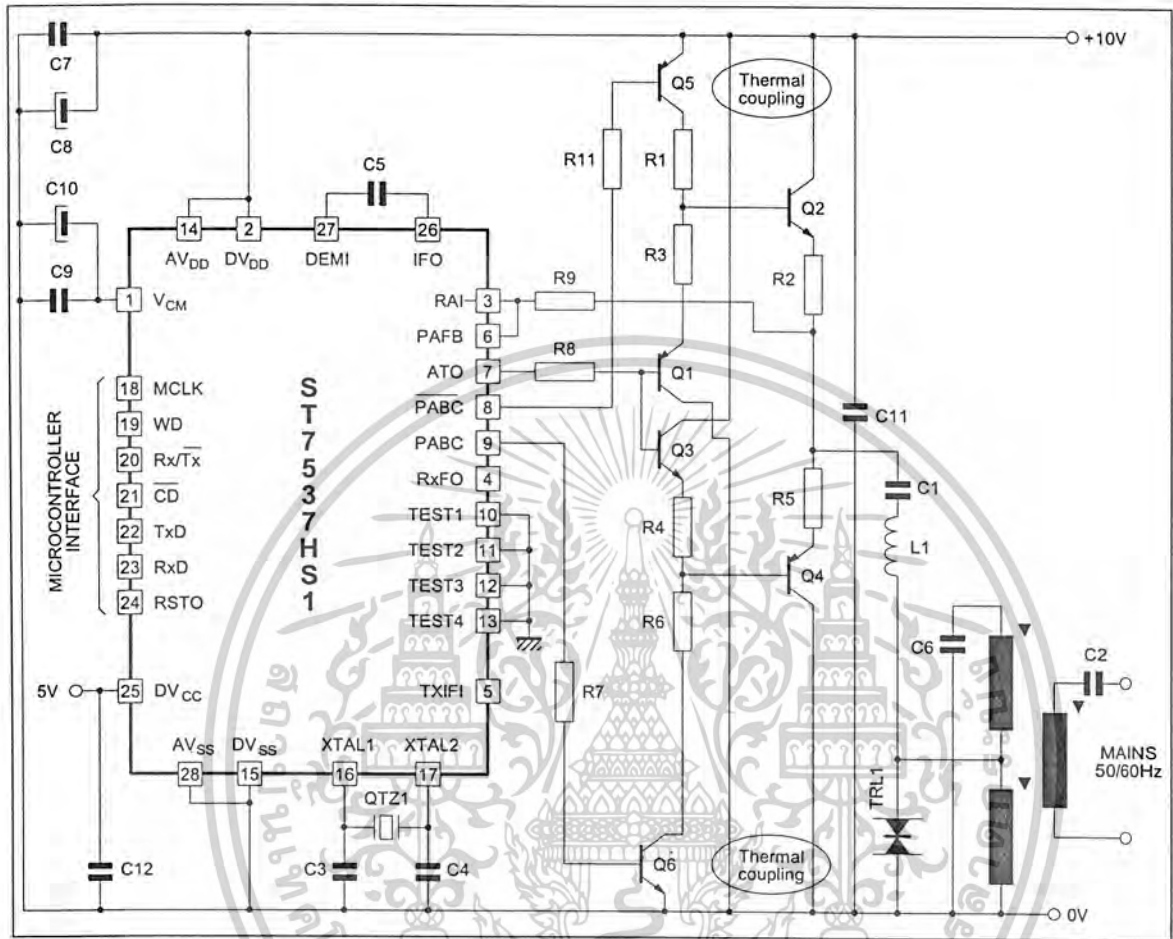 +10V
C7
C8
C10
C9
C5
Q5
Thermal
coupling
R11
R1
Q2
R3
R2
14
2
27
26
AVDD
DVDD
DEMI
IFO
1
VCM
RAI
3
R9
PAFB
6
ATO
7
R8
Q1
PABC
8
PABC
9
Q3
RxFO
4
TEST1
10
TEST2
11
TEST3
12
TEST4
13
TXIFI
5
MICROCONTROLLER
INTERFACE
18
MCLK
19
WD
20
Rx/Tx
21
CD
22
TxD
23
RxD
24
RSTO
ST7537HS1
C11
R4
R5
C1
L1
Q4
R6
R7
C6
C2
5V
25
DVCC
AVSS
DVSS
XTAL1
XTAL2
28
15
16
17
QTZ1
MAINS
50/60Hz
TRL1
C12
C3
C4
Q6
Thermal
coupling
0V